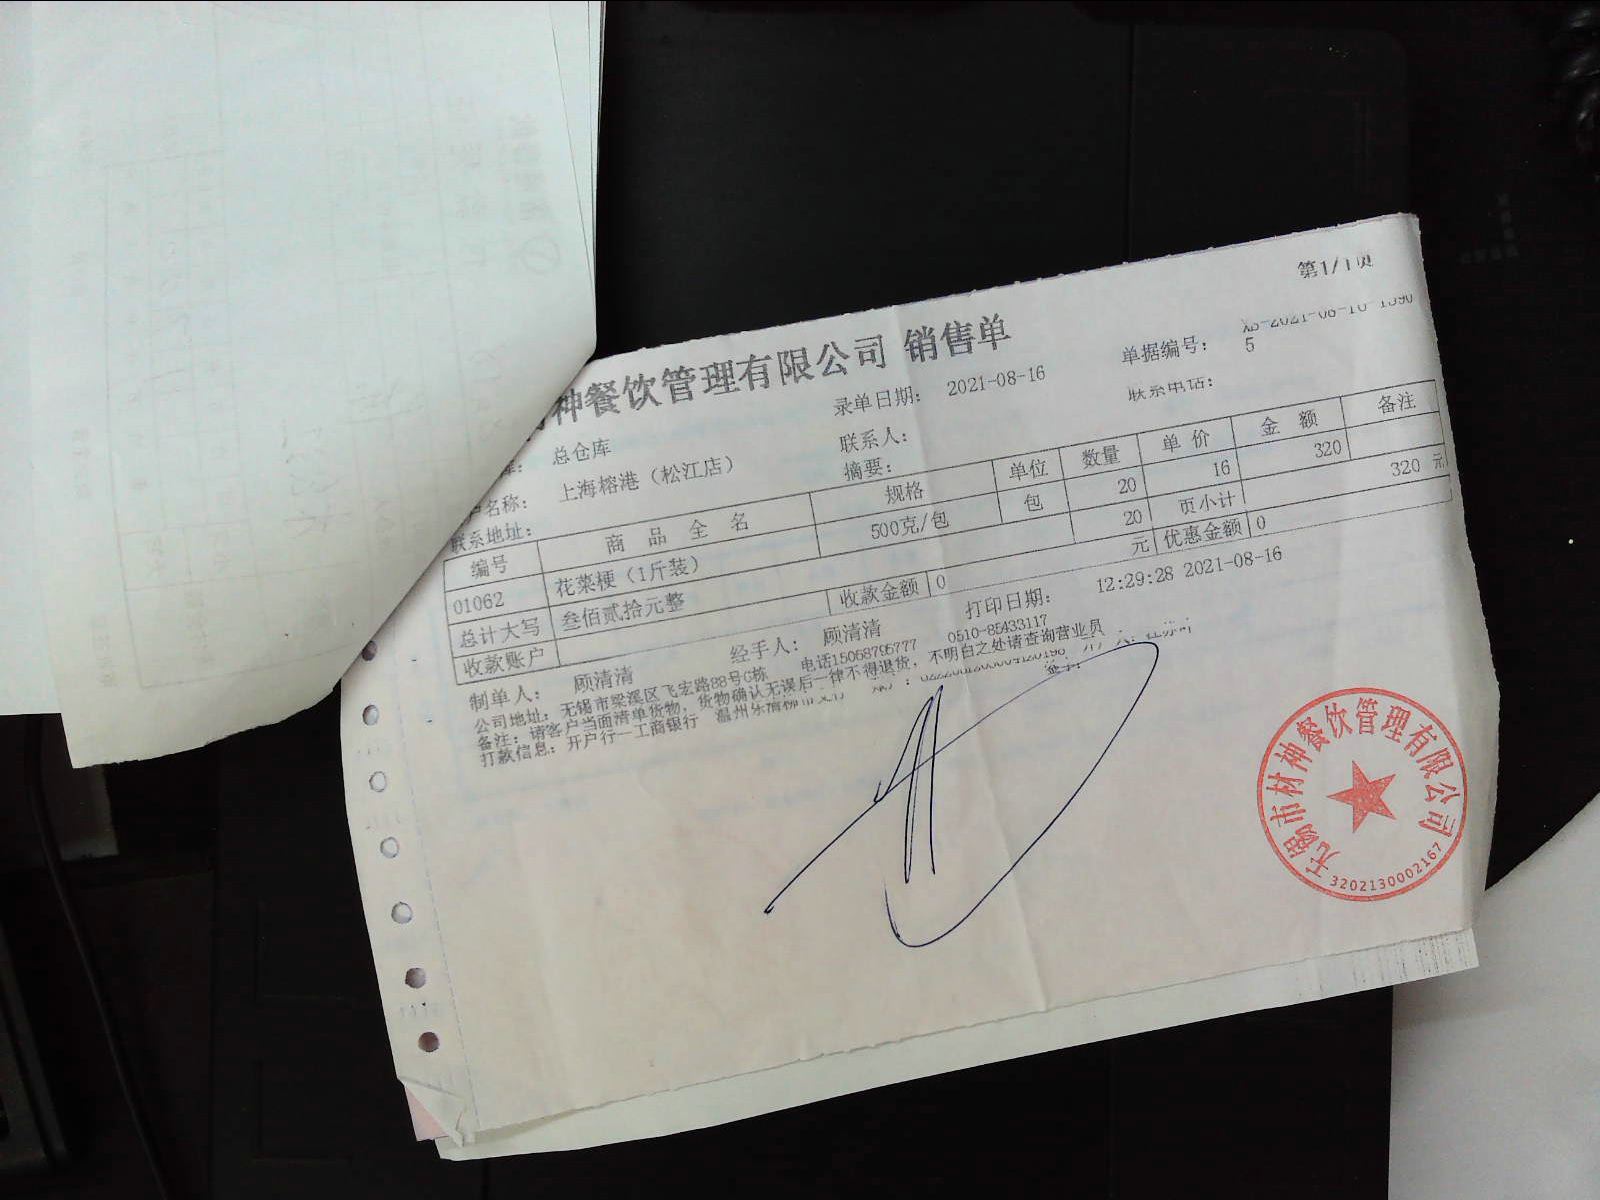 第1/1页
神餐饮管理有限公司 销售单
录单日期: 2021-08-16 单据编号:
5
总仓库 联系人: 联系电话:
户名称: 上海榕港（松江店） 摘要:
联系地址:
编号 商品全名 规格 单位 数量 单价 金额 备注
01062 花菜梗（1斤装） 500克/包 包 20 16 320
总计大写 叁佰贰拾元整 20 页小计 320 元
收款账户 收款金额 0 元 优惠金额 0
制单人: 顾清清 经手人: 顾清清 打印日期: 12:29:28 2021-08-16
公司地址: 无锡市梁溪区飞宏路88号C栋 电话15068795777 0510-85433117
备注: 请客户当面清单货物, 货物确认无误后一律不得退货, 不明白之处请查询营业员
打款信息: 开户行—工商银行
无锡市材神餐饮管理有限公司
3202130002167